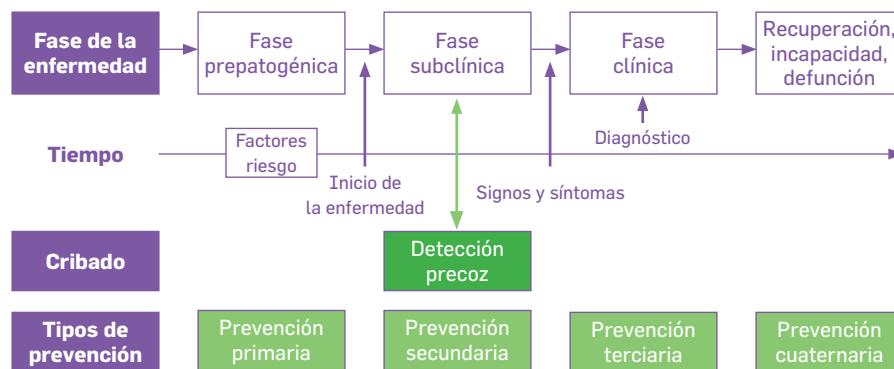 Fase de la
enfermedad
Fase
prepatogénica
Fase
subclínica
Fase
clínica
Recuperación,
incapacidad,
defunción
Diagnóstico
Tiempo
Factores
riesgo
Inicio de
la enfermedad
Signos y síntomas
Cribado
Detección
precoz
Tipos de
prevención
Prevención
primaria
Prevención
secundaria
Prevención
terciaria
Prevención
cuaternaria